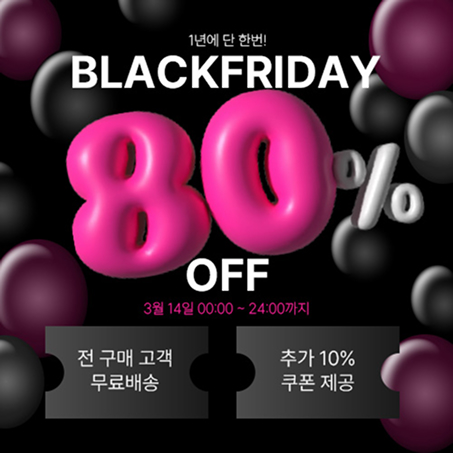 1년에 단 한번!
BLACKFRIDAY
80%
OFF
3월 14일 00:00 ~ 24:00까지
전 구매 고객
무료배송
추가 10%
쿠폰 제공